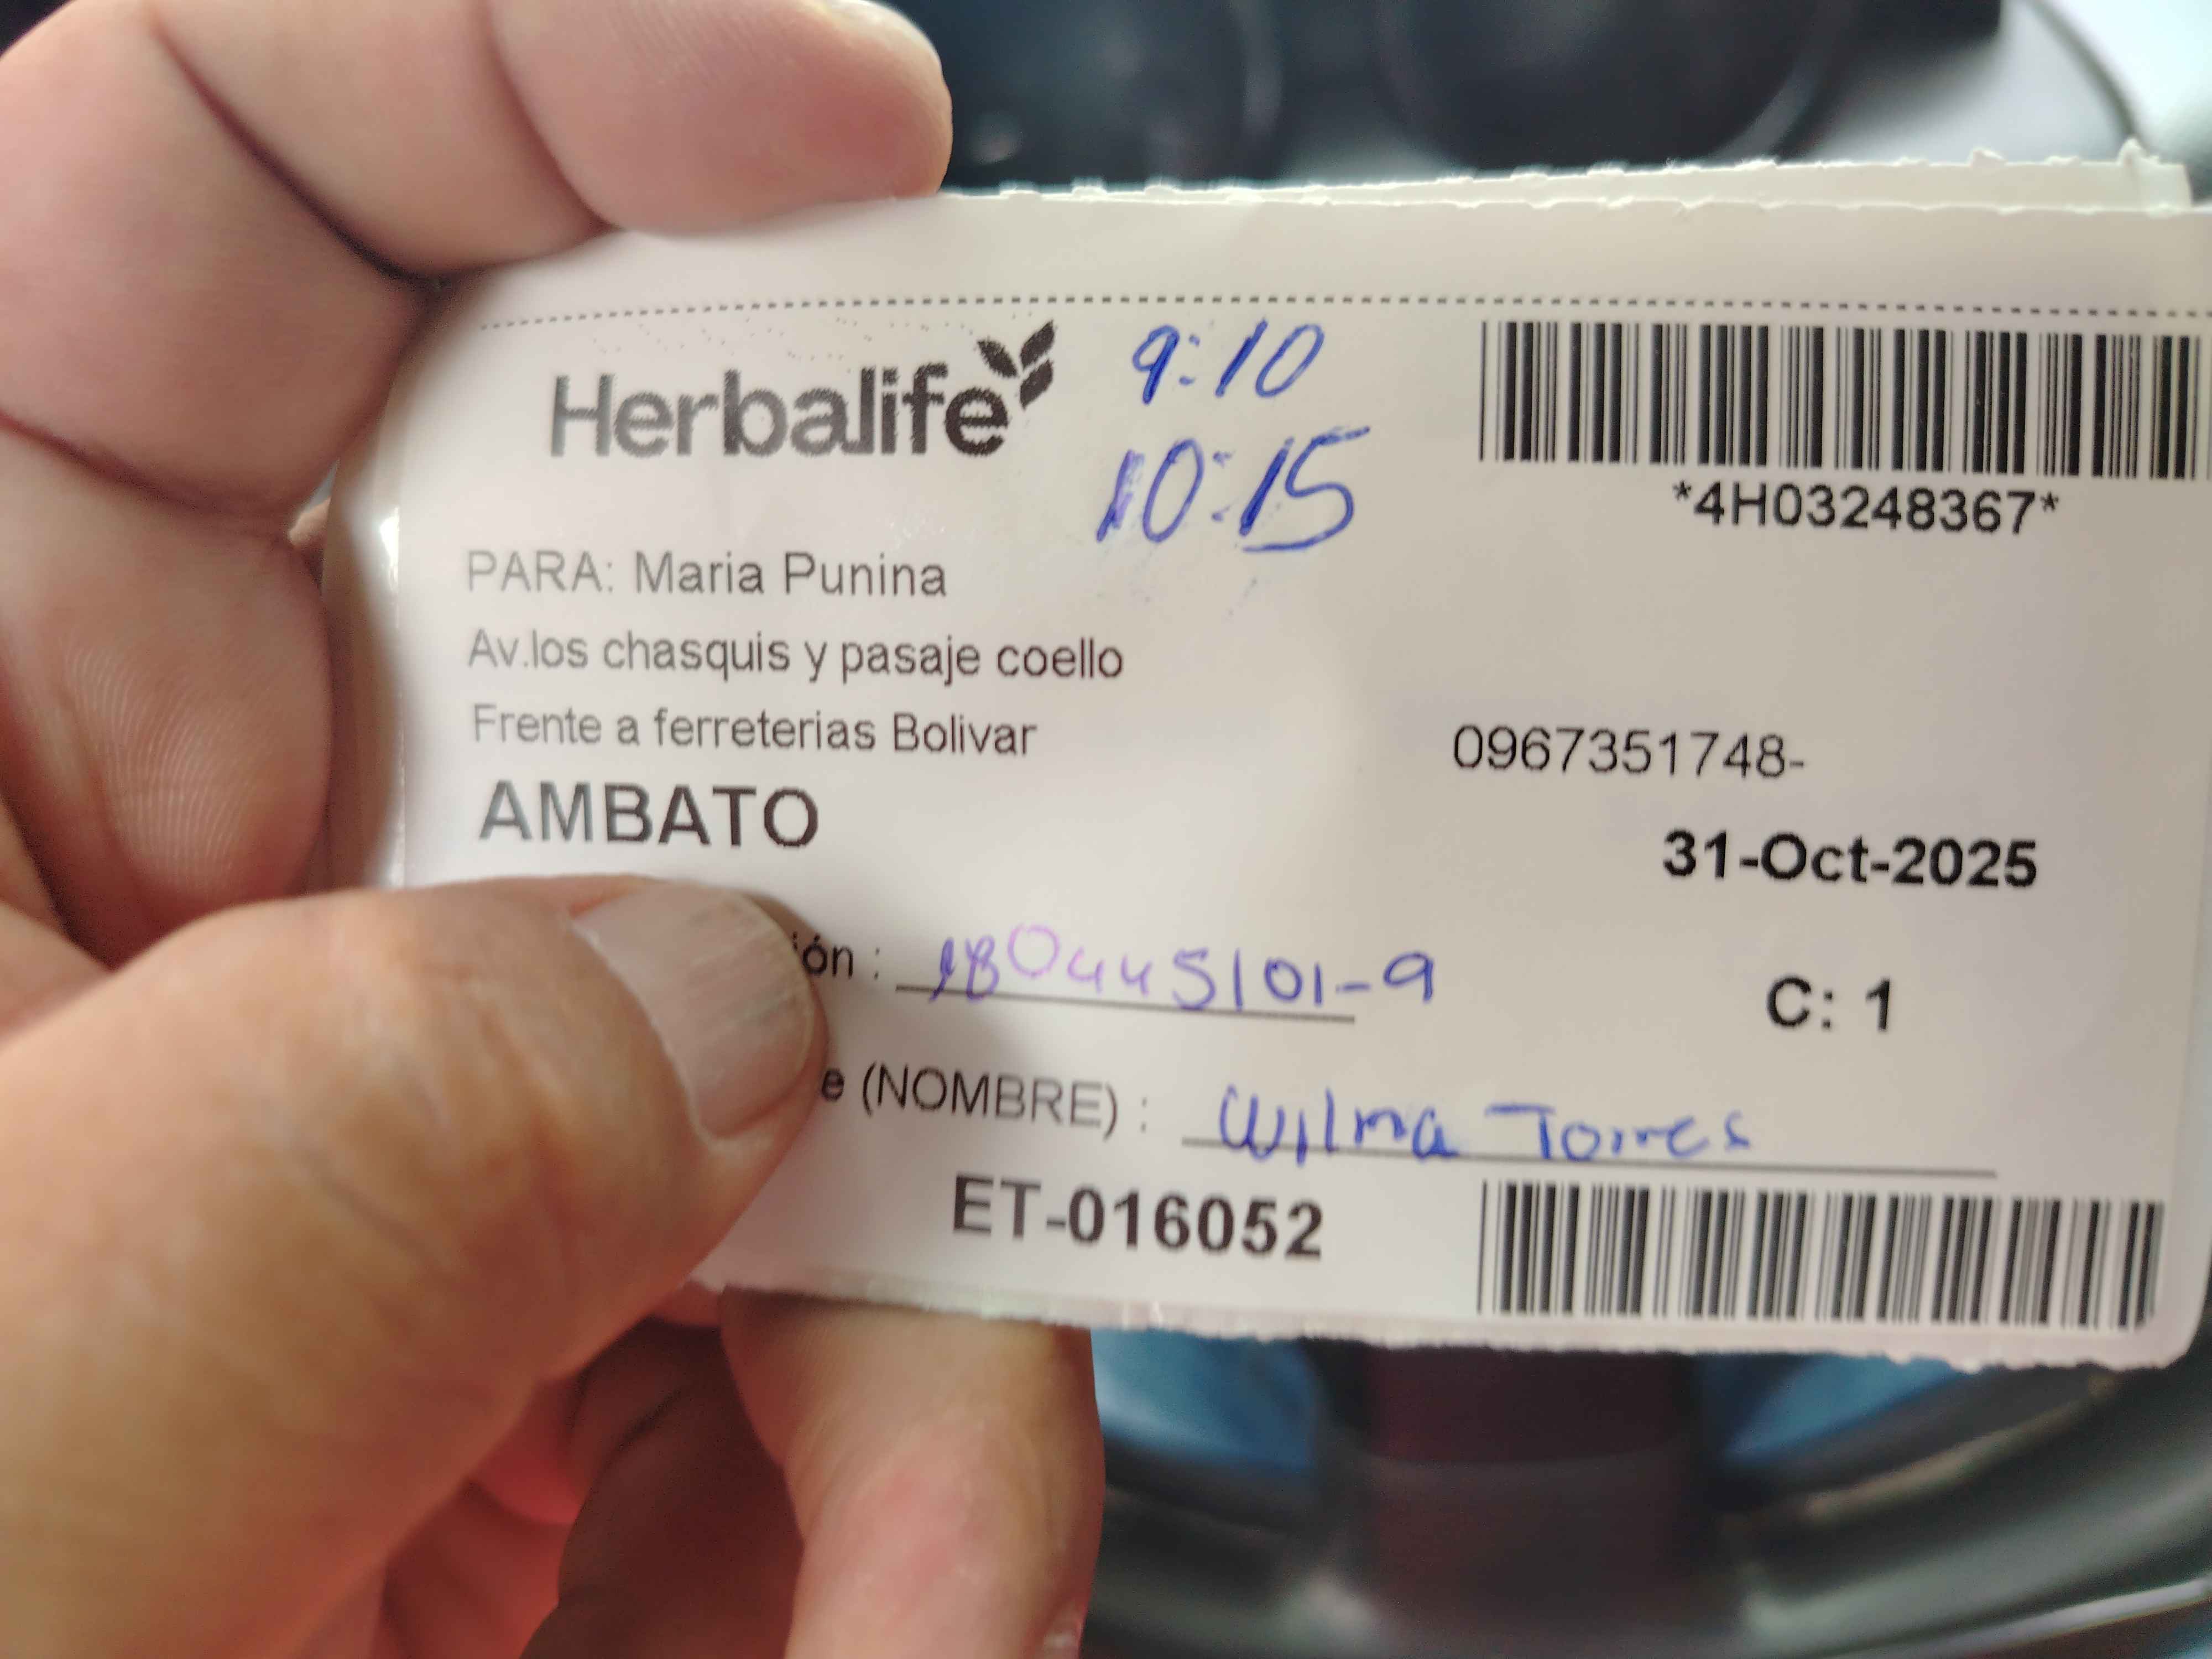 Herbalife
9:10
10:15
*4H03248367*
PARA: Maria Punina
Av.los chasquis y pasaje coello
Frente a ferreterias Bolivar
0967351748-
AMBATO
31-Oct-2025
ón : 180445101-9
C: 1
e (NOMBRE) : Wilma Torres
ET-016052